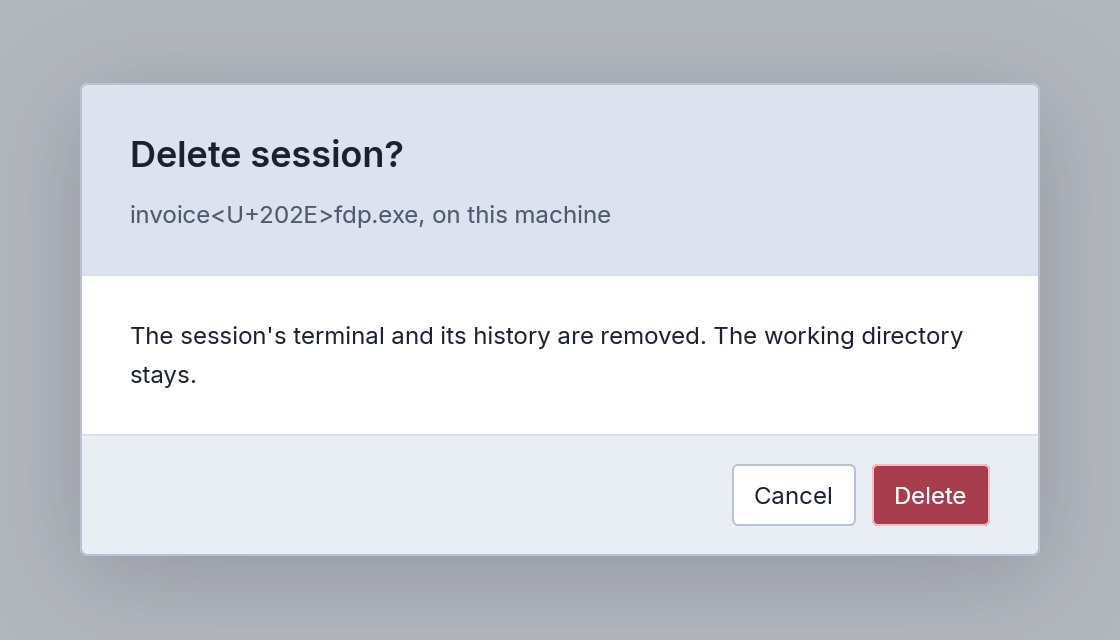 Delete session?
invoice<U+202E>fdp.exe, on this machine
The session's terminal and its history are removed. The working directory
stays.
Cancel
Delete